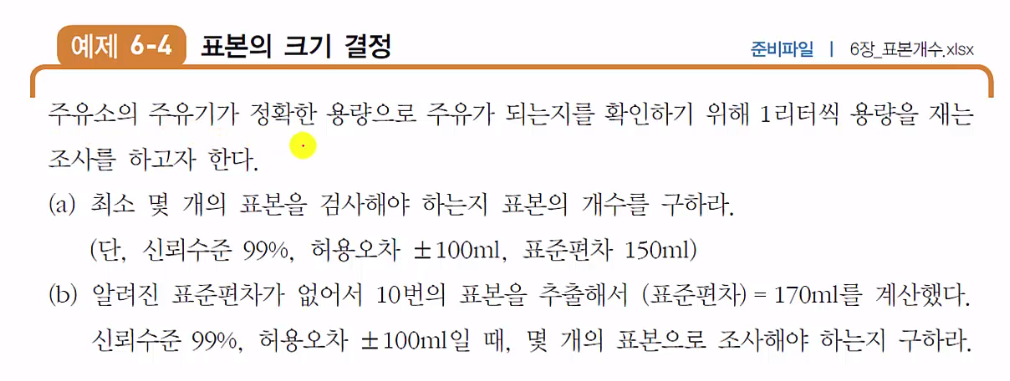 예제 6-4 표본의 크기 결정 준비파일 | 6장_표본개수.xlsx
주유소의 주유기가 정확한 용량으로 주유가 되는지를 확인하기 위해 1리터씩 용량을 재는
조사를 하고자 한다.
(a) 최소 몇 개의 표본을 검사해야 하는지 표본의 개수를 구하라.
(단, 신뢰수준 99%, 허용오차 ±100ml, 표준편차 150ml)
(b) 알려진 표준편차가 없어서 10번의 표본을 추출해서 (표준편차) = 170ml를 계산했다.
신뢰수준 99%, 허용오차 ±100ml일 때, 몇 개의 표본으로 조사해야 하는지 구하라.